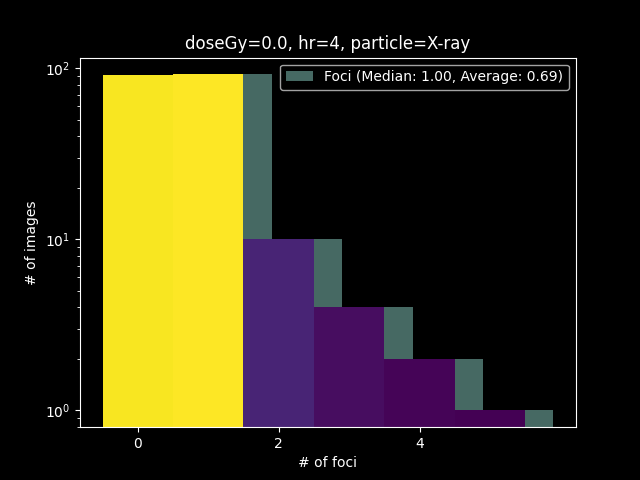 doseGy=0.0, hr=4, particle=X-ray
Foci (Median: 1.00, Average: 0.69)
# of images
10²
10¹
10⁰
0 2 4
# of foci